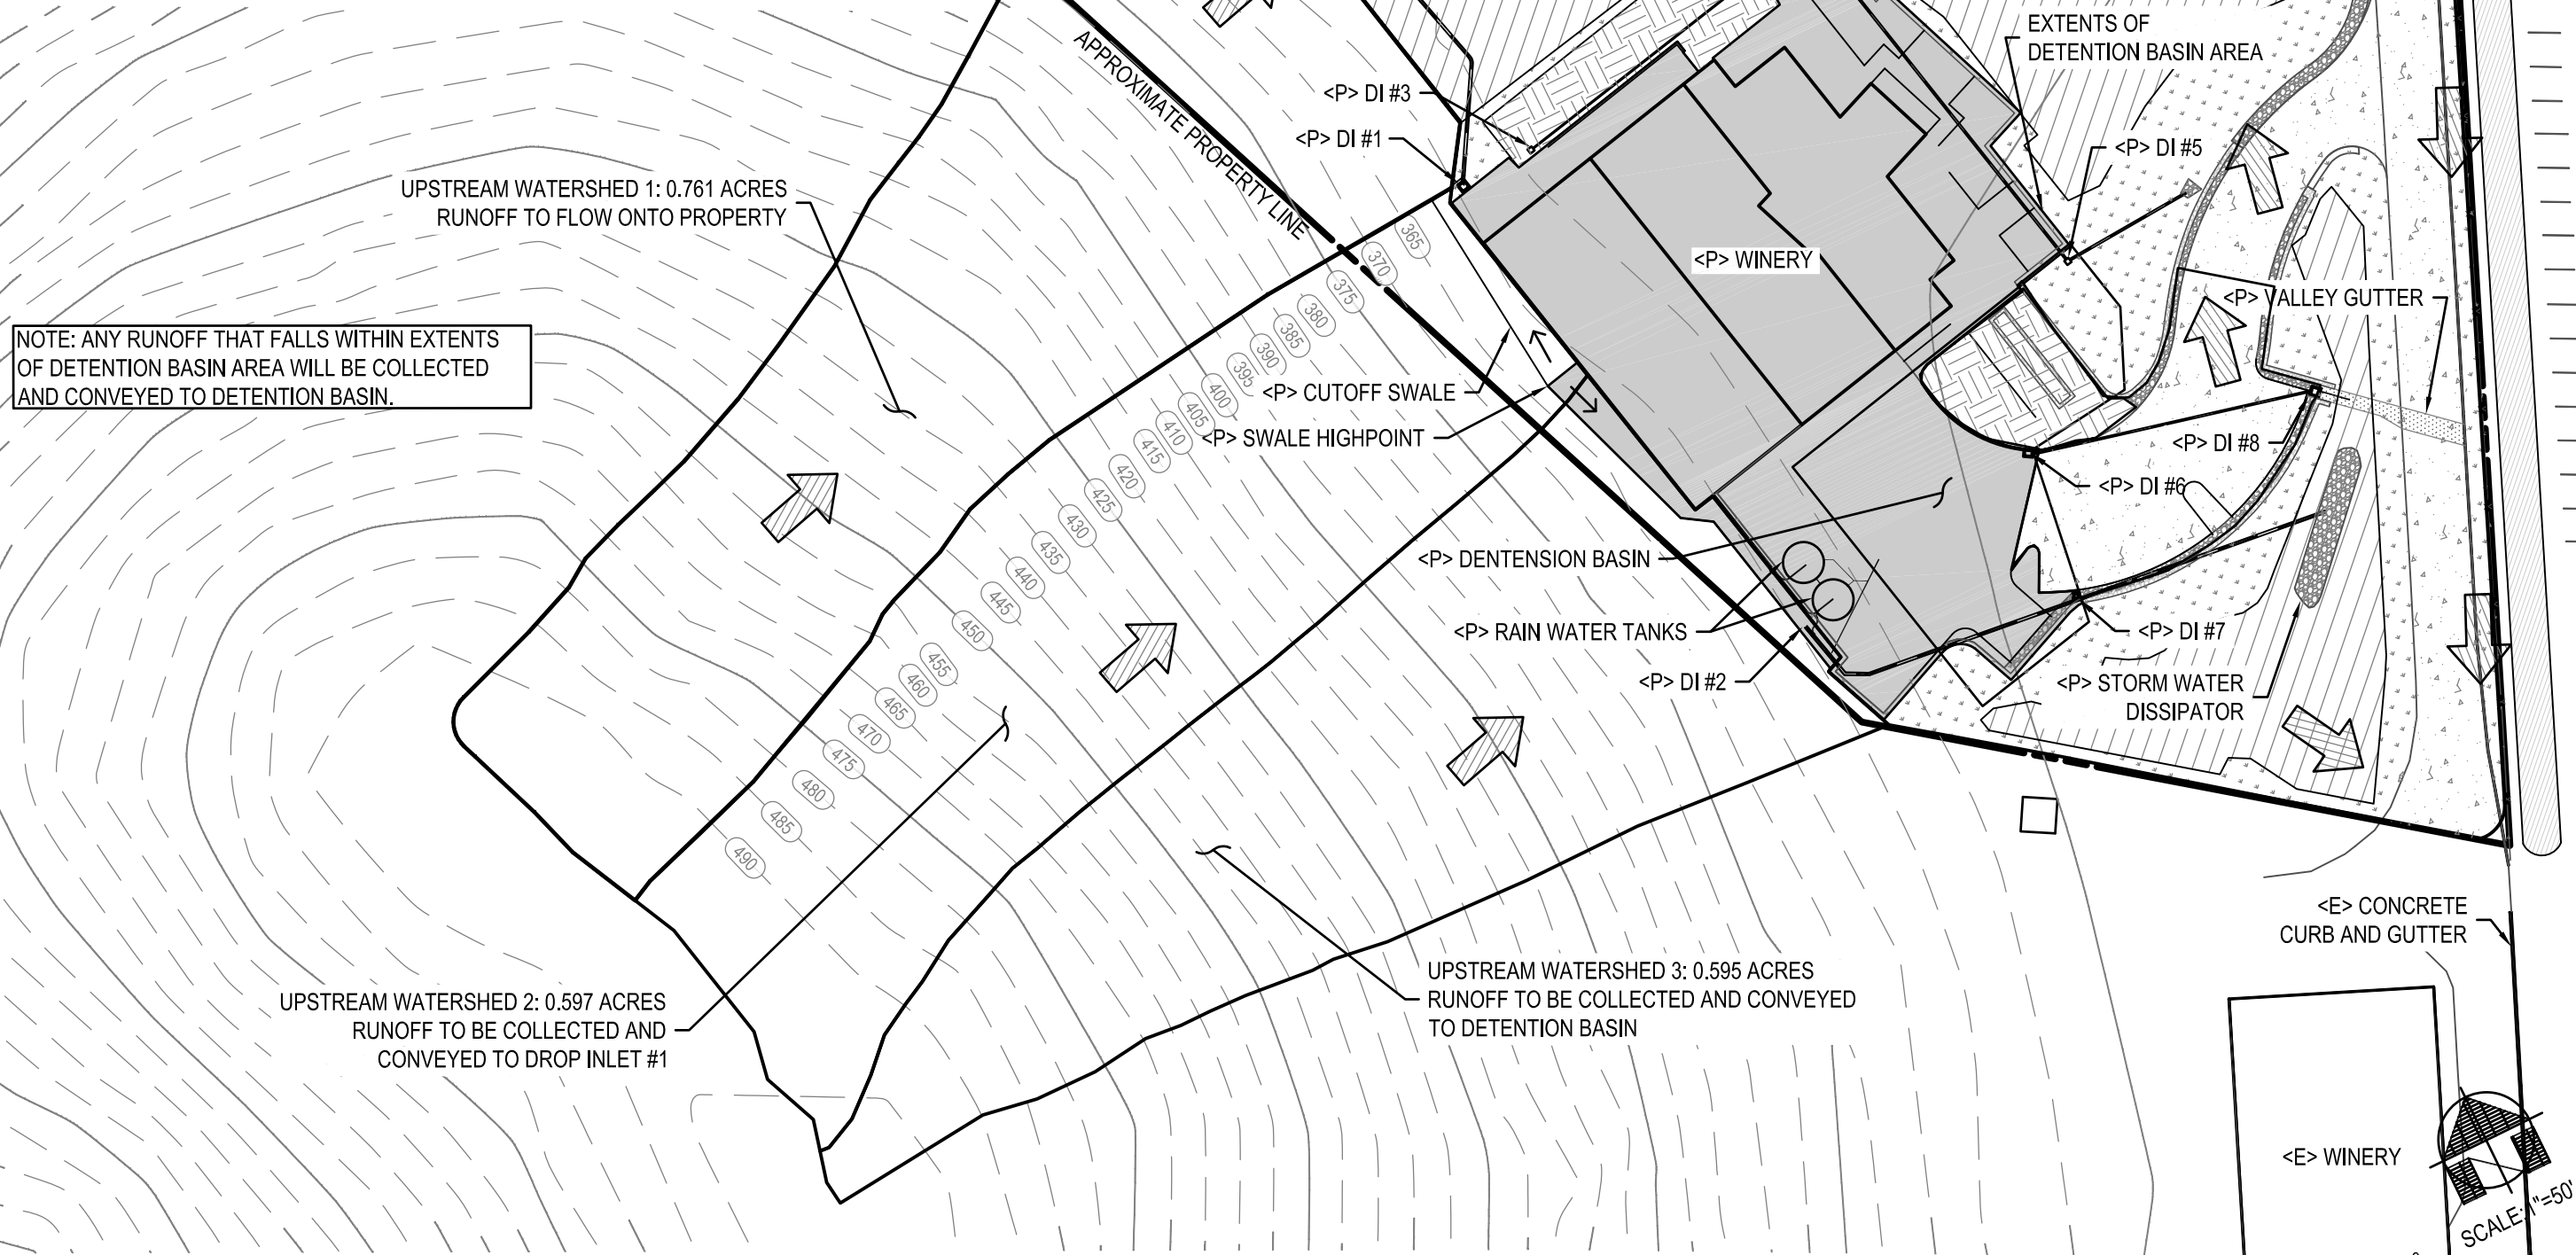 EXTENTS OF
DETENTION BASIN AREA
APPROXIMATE PROPERTY LINE
<P> DI #3
<P> DI #1
<P> DI #5
UPSTREAM WATERSHED 1: 0.761 ACRES
RUNOFF TO FLOW ONTO PROPERTY
<P> WINERY
<P> VALLEY GUTTER
NOTE: ANY RUNOFF THAT FALLS WITHIN EXTENTS
OF DETENTION BASIN AREA WILL BE COLLECTED
AND CONVEYED TO DETENTION BASIN.
365
370
375
380
385
390
395
400
405
410
415
420
425
430
435
440
445
450
455
460
465
470
475
480
485
490
<P> CUTOFF SWALE
<P> SWALE HIGHPOINT
<P> DI #8
<P> DI #6
<P> DENTENSION BASIN
<P> RAIN WATER TANKS
<P> DI #7
<P> DI #2
<P> STORM WATER
DISSIPATOR
<E> CONCRETE
CURB AND GUTTER
UPSTREAM WATERSHED 2: 0.597 ACRES
RUNOFF TO BE COLLECTED AND
CONVEYED TO DROP INLET #1
UPSTREAM WATERSHED 3: 0.595 ACRES
RUNOFF TO BE COLLECTED AND CONVEYED
TO DETENTION BASIN
<E> WINERY
SCALE: 1"=50'